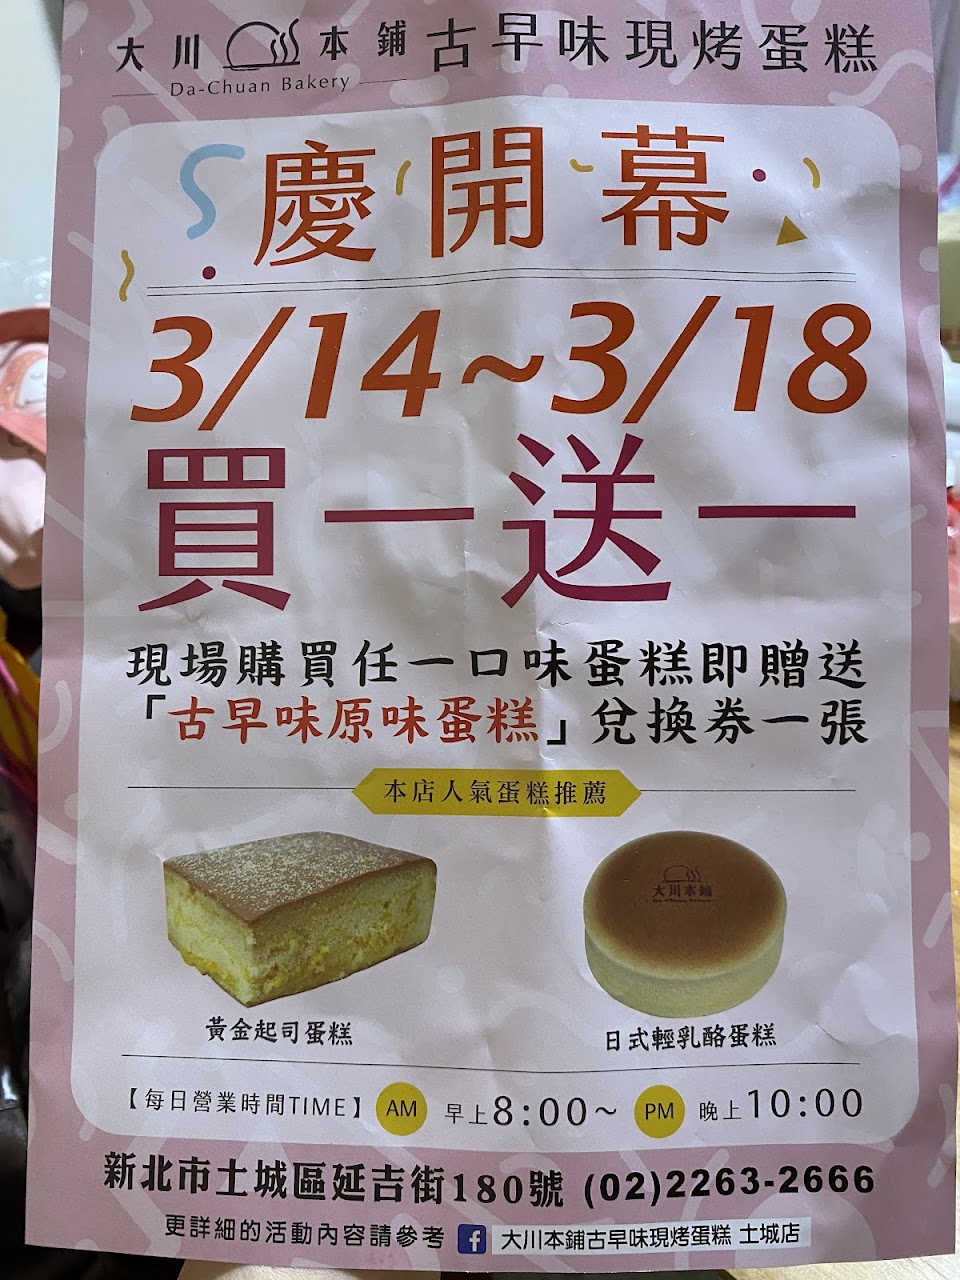 大川本鋪古早味現烤蛋糕
Da-Chuan Bakery
慶開幕
3/14~3/18
買一送一
現場購買任一口味蛋糕即贈送
「古早味原味蛋糕」兌換券一張
本店人氣蛋糕推薦
大川本鋪
Da-Chuan Bakery
黃金起司蛋糕
日式輕乳酪蛋糕
【每日營業時間TIME】 AM 早上8:00~ PM 晚上10:00
新北市土城區延吉街180號 (02)2263-2666
更詳細的活動內容請參考 f 大川本鋪古早味現烤蛋糕 土城店